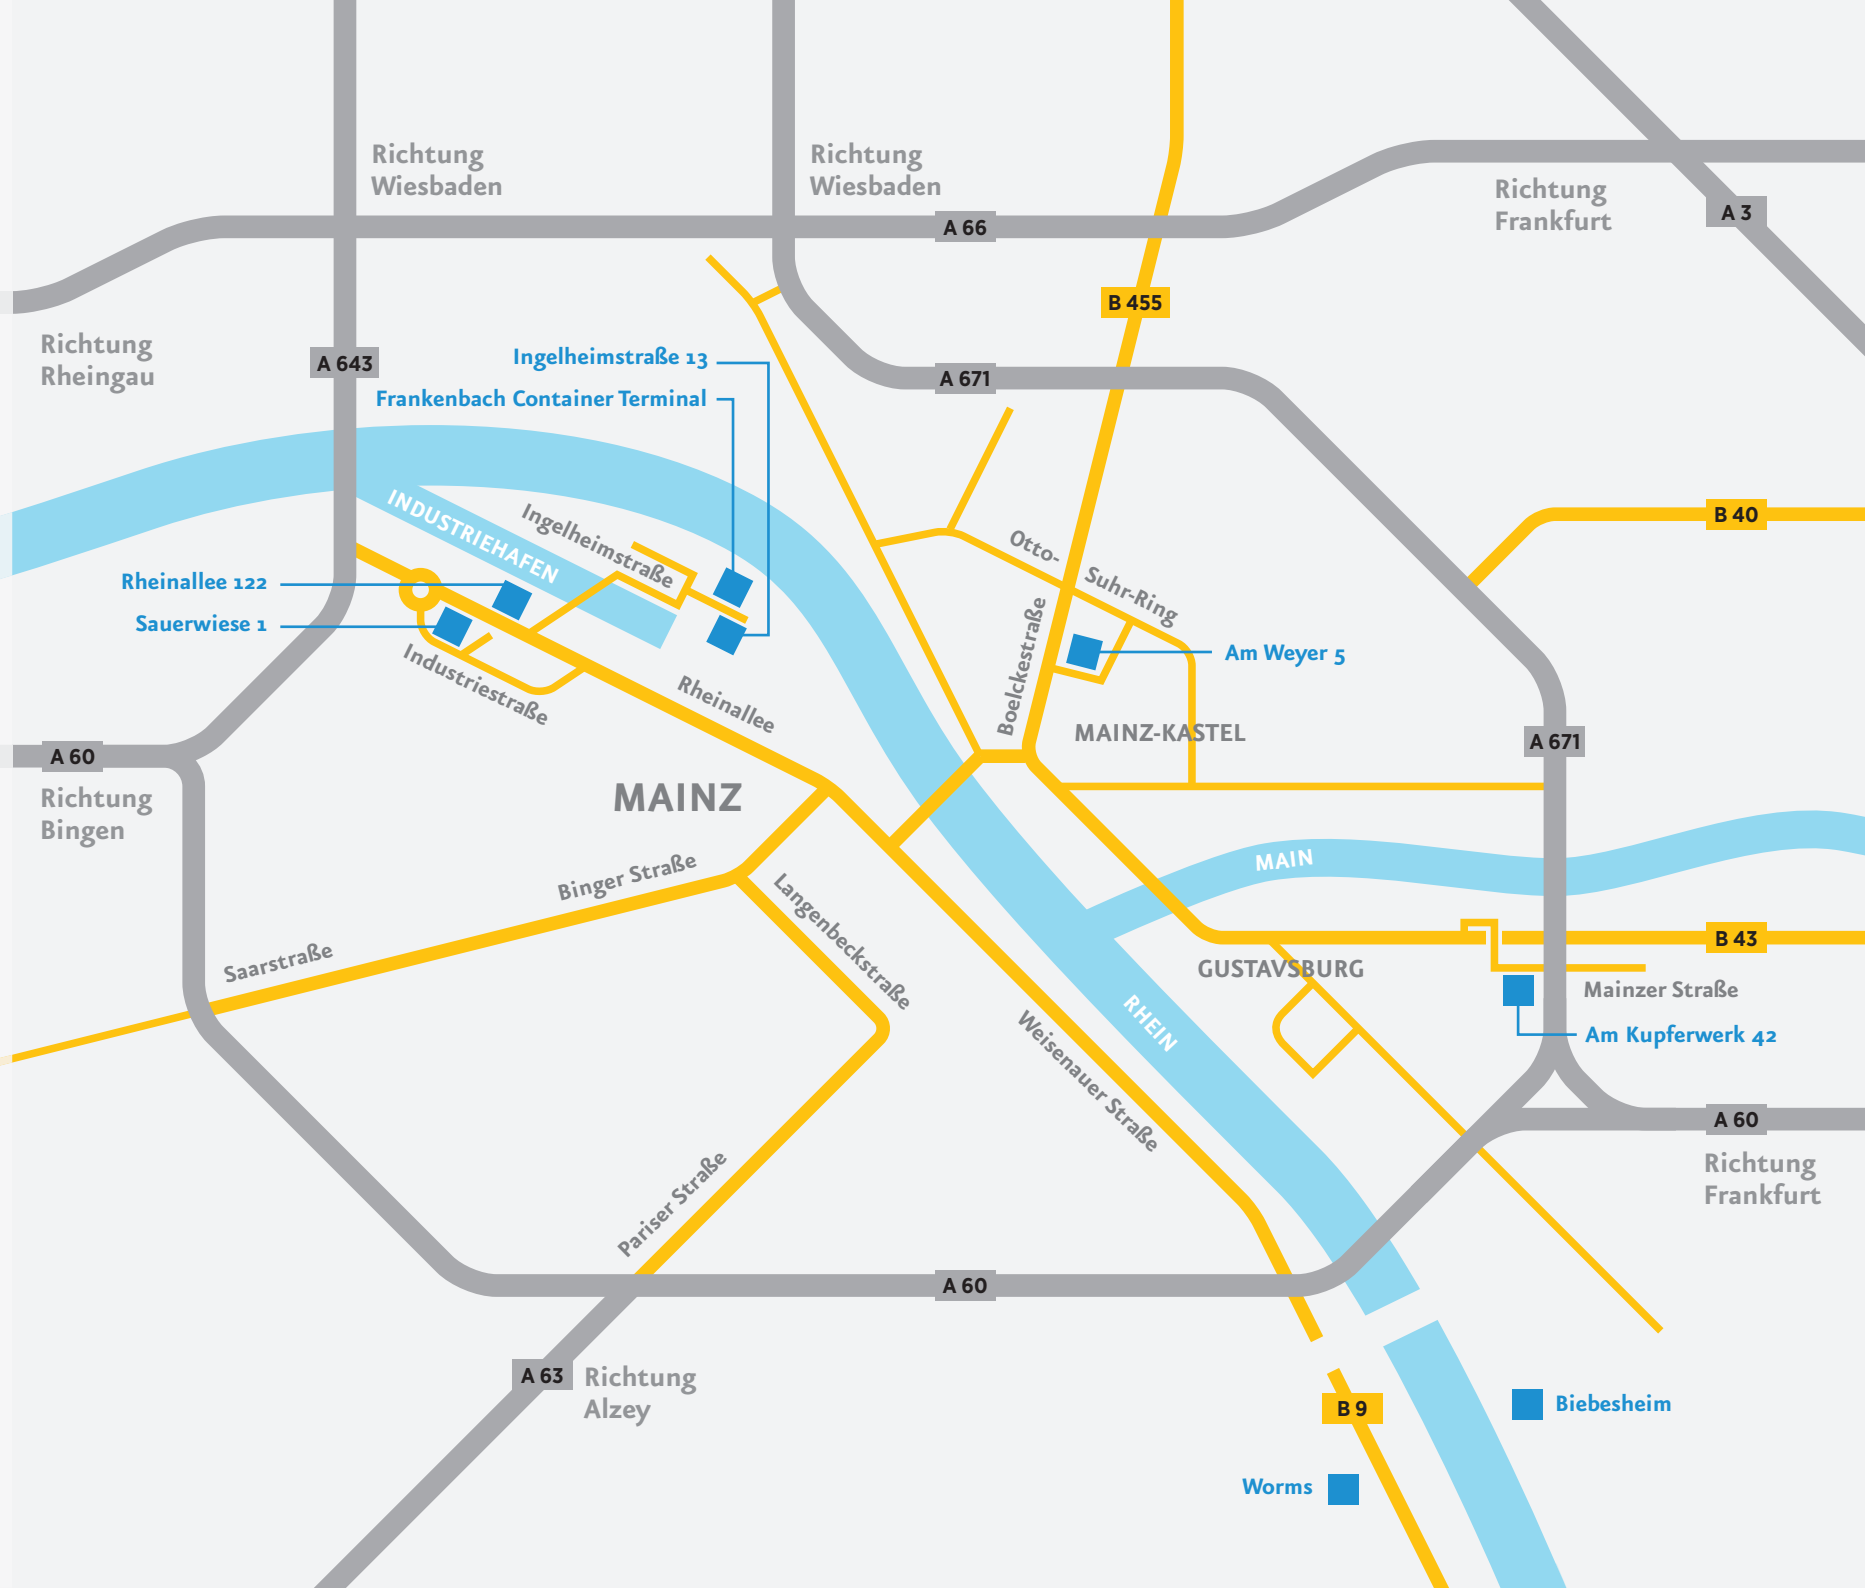 Richtung
Wiesbaden
Richtung
Wiesbaden
Richtung
Frankfurt
A 3
A 66
B 455
Richtung
Rheingau
A 643
Ingelheimstraße 13
A 671
Frankenbach Container Terminal
INDUSTRIEHAFEN
Ingelheimstraße
B 40
Otto-
Suhr-Ring
Rheinallee 122
Sauerwiese 1
Industriestraße
Rheinallee
Boelckestraße
Am Weyer 5
MAINZ-KASTEL
A 671
A 60
Richtung
Bingen
MAINZ
Binger Straße
Langenbeckstraße
MAIN
Saarstraße
B 43
GUSTAVSBURG
Mainzer Straße
RHEIN
Weisenauer Straße
Am Kupferwerk 42
A 60
Richtung
Frankfurt
Pariser Straße
A 60
A 63
Richtung
Alzey
B 9
Biebesheim
Worms